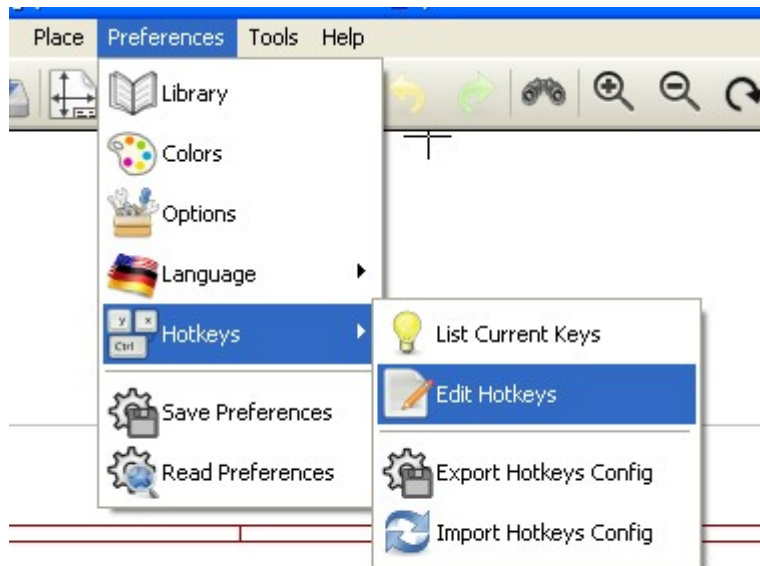 Place Preferences Tools Help
Library
Colors
Options
Language
y x
Ctrl
Hotkeys
List Current Keys
Edit Hotkeys
Save Preferences
Export Hotkeys Config
Read Preferences
Import Hotkeys Config